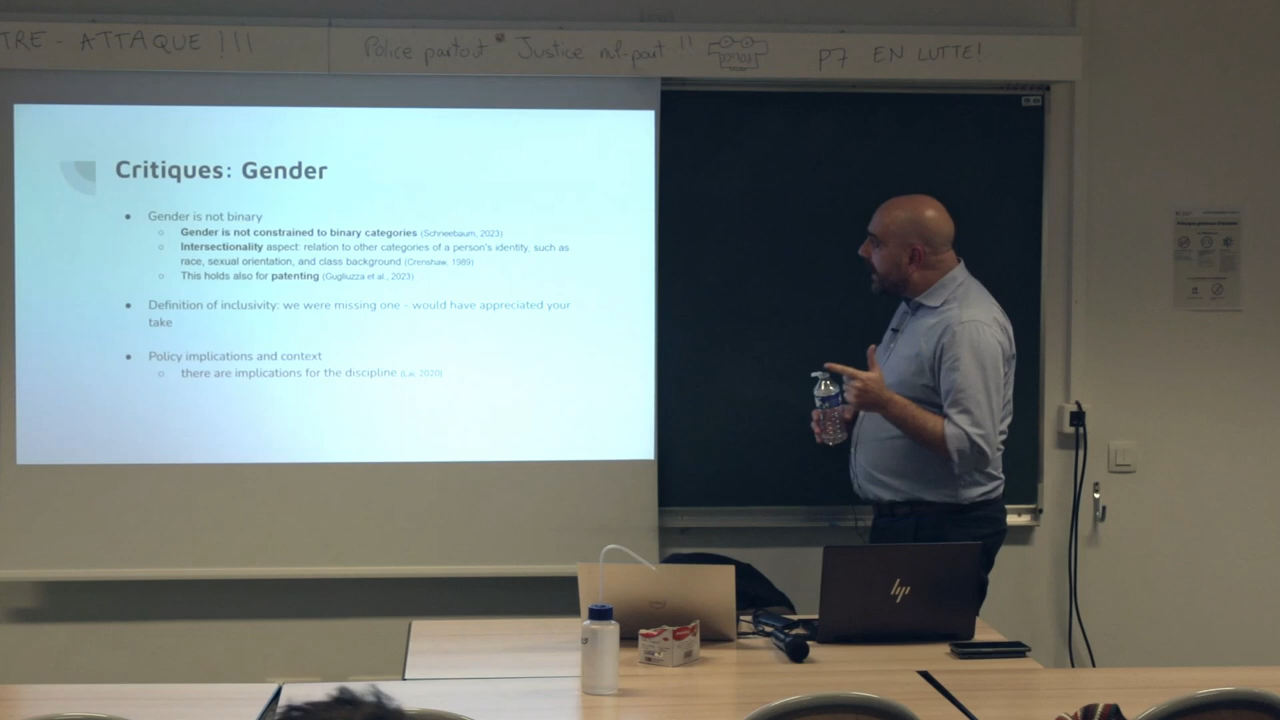 TRE - ATTAQUE !!!
Police partout Justice nul-part !! P7 EN LUTTE!
Critiques: Gender
● Gender is not binary
○ Gender is not constrained to binary categories (Schneebaum, 2023)
○ Intersectionality aspect: relation to other categories of a person's identity, such as
race, sexual orientation, and class background (Crenshaw, 1989)
○ This holds also for patenting (Gugliuzza et al., 2023)
● Definition of inclusivity: we were missing one - would have appreciated your
take
● Policy implications and context
○ there are implications for the discipline (Lai, 2020)
hp